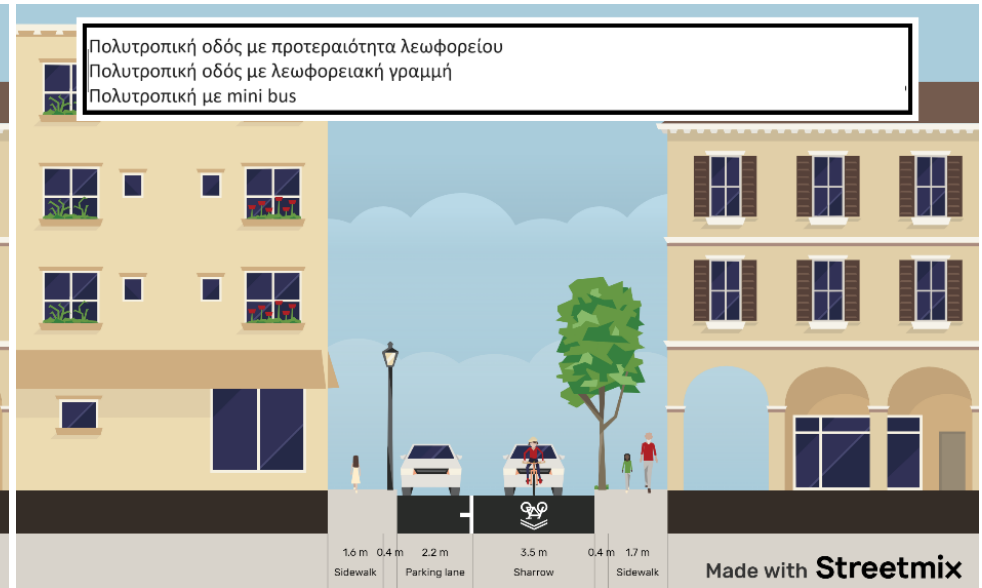 Πολυτροπική οδός με προτεραιότητα λεωφορείου
Πολυτροπική οδός με λεωφορειακή γραμμή
Πολυτροπική με mini bus
1.6 m 0.4 m 2.2 m 3.5 m 0.4 m 1.7 m
Sidewalk Parking lane Sharrow Sidewalk
Made with Streetmix